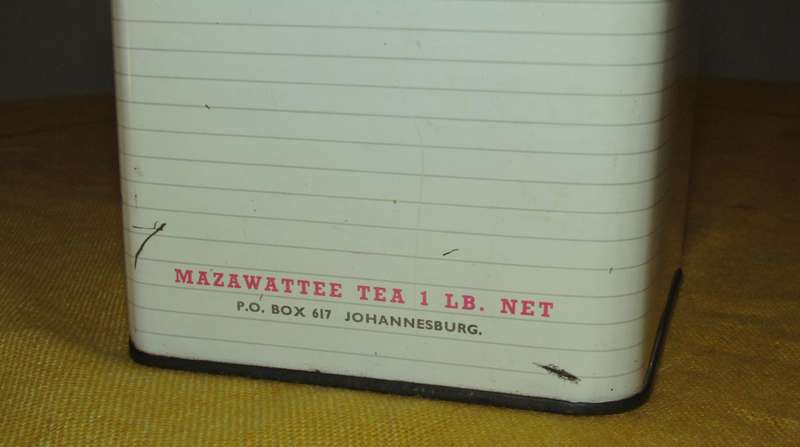 MAZAWATTEE TEA 1 LB. NET
P.O. BOX 617 JOHANNESBURG.